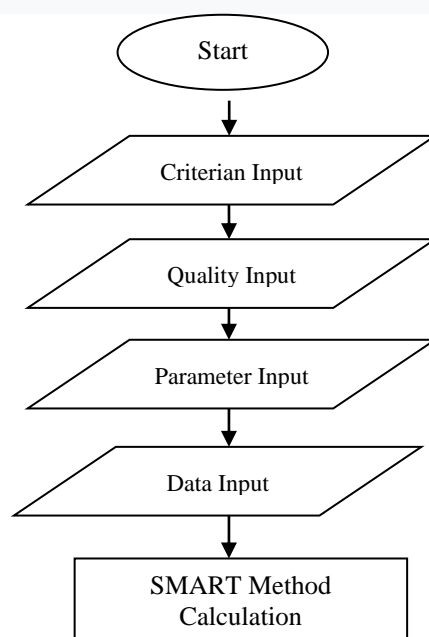 Start
Criterian Input
Quality Input
Parameter Input
Data Input
SMART Method
Calculation